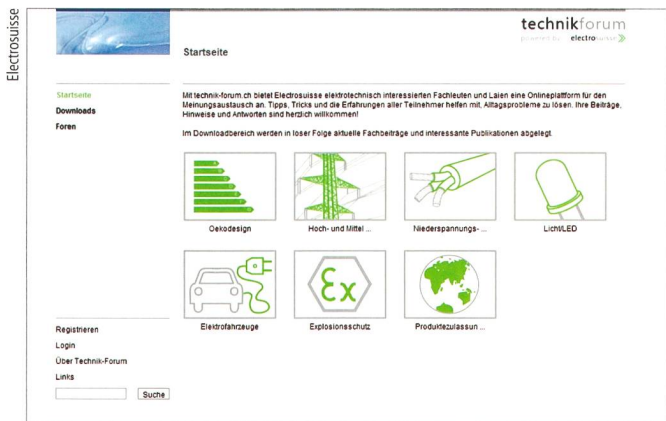 Electrosuisse
technikforum
powered by electrosuisse
Startseite
Startseite
Downloads
Foren
Mit technik-forum.ch bietet Electrosuisse elektrotechnisch interessierten Fachleuten und Laien eine Onlineplattform für den
Meinungsaustausch an. Tipps, Tricks und die Erfahrungen aller Teilnehmer helfen mit, Alltagsprobleme zu lösen. Ihre Beiträge,
Hinweise und Antworten sind herzlich willkommen!
Im Downloadbereich werden in loser Folge aktuelle Fachbeiträge und interessante Publikationen abgelegt.
Oekodesign
Hoch- und Mittel ...
Niederspannungs- ...
Licht/LED
Ex
Elektrofahrzeuge
Explosionsschutz
Produktezulassun ...
Registrieren
Login
Über Technik-Forum
Links
Suche